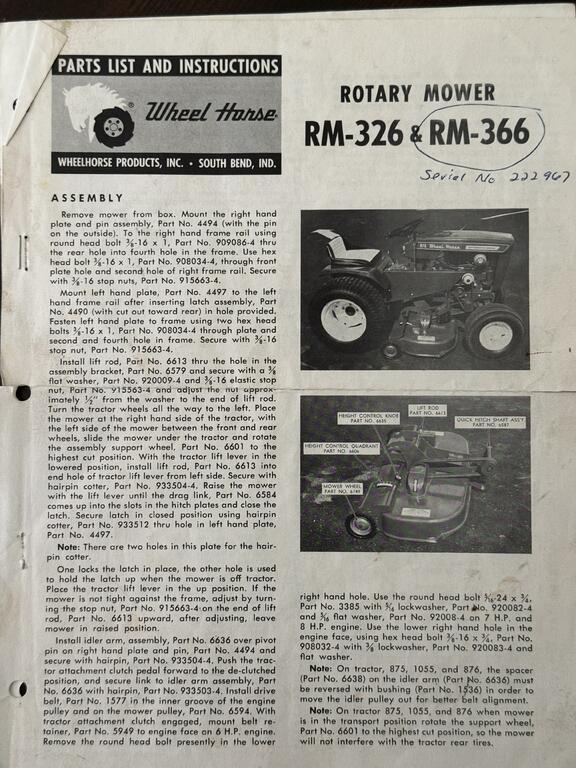 PARTS LIST AND INSTRUCTIONS
Wheel Horse®
WHEELHORSE PRODUCTS, INC. • SOUTH BEND, IND.
ROTARY MOWER
RM-326 & RM-366
Serial No 222967
ASSEMBLY
Remove mower from box. Mount the right hand
plate and pin assembly, Part No. 4494 (with the pin
on the outside). To the right hand frame rail using
round head bolt ⅜-16 x 1, Part No. 909086-4 thru
the rear hole into fourth hole in the frame. Use hex
head bolt ⅜-16 x 1, Part No. 908034-4, through front
plate hole and second hole of right frame rail. Secure
with ⅜-16 stop nuts, Part No. 915663-4.
Mount left hand plate, Part No. 4497 to the left
hand frame rail after inserting latch assembly, Part
No. 4490 (with cut out toward rear) in hole provided.
Fasten left hand plate to frame using two hex head
bolts ⅜-16 x 1, Part No. 908034-4 through plate and
second and fourth hole in frame. Secure with ⅜-16
stop nut, Part No. 915663-4.
Install lift rod, Part No. 6613 thru the hole in the
assembly bracket, Part No. 6579 and secure with a ⅜
flat washer, Part No. 920009-4 and ⅜-16 elastic stop
nut, Part No. 915563-4 and adjust the nut approx-
imately ½" from the washer to the end of lift rod.
Turn the tractor wheels all the way to the left. Place
the mower at the right hand side of the tractor, with
the left side of the mower between the front and rear
wheels, slide the mower under the tractor and rotate
the assembly support wheel, Part No. 6601 to the
highest cut position. With the tractor lift lever in the
lowered position, install lift rod, Part No. 6613 into
end hole of tractor lift lever from left side. Secure with
hairpin cotter, Part No. 933504-4. Raise the mower
with the lift lever until the drag link, Part No. 6584
comes up into the slots in the hitch plates and close the
latch. Secure latch in closed position using hairpin
cotter, Part No. 933512 thru hole in left hand plate,
Part No. 4497.
Note: There are two holes in this plate for the hair-
pin cotter.
One locks the latch in place, the other hole is
used to hold the latch up when the mower is off tractor.
Place the tractor lift lever in the up position. If the
mower is not tight against the frame, adjust by turn-
ing the stop nut, Part No. 915663-4 on the end of lift
rod, Part No. 6613 upward, after adjusting, leave
mower in raised position.
Install idler arm, assembly, Part No. 6636 over pivot
pin on right hand plate and pin, Part No. 4494 and
secure with hairpin, Part No. 933504-4. Push the trac-
tor attachment clutch pedal forward to the de-clutched
position, and secure link to idler arm assembly, Part
No. 6636 with hairpin, Part No. 933503-4. Install drive
belt, Part No. 1577 in the inner groove of the engine
pulley and on the mower pulley, Part No. 6594. With
tractor attachment clutch engaged, mount belt re-
tainer, Part No. 5949 to engine face on 6 H.P. engine.
Remove the round head bolt presently in the lower
Wheel Horse
HEIGHT CONTROL KNOB
PART NO. 6635
LIFT ROD
PART NO. 6613
QUICK HITCH SHAFT ASS'Y.
PART NO. 6587
HEIGHT CONTROL QUADRANT
PART NO. 6606
MOWER WHEEL
PART NO. 6749
right hand hole. Use the round head bolt 5⁄16-24 x ¾,
Part No. 3385 with 5⁄16 lockwasher, Part No. 920082-4
and 5⁄16 flat washer, Part No. 92008-4 on 7 H.P. and
8 H.P. engine. Use the lower right hand hole in the
engine face, using hex head bolt ⅜-16 x ¾, Part No.
908032-4 with ⅜ lockwasher, Part No. 920083-4 and
flat washer.
Note: On tractor, 875, 1055, and 876, the spacer
(Part No. 6638) on the idler arm (Part No. 6636) must
be reversed with bushing (Part No. 1536) in order to
move the idler pulley out for better belt alignment.
Note: On tractor 875, 1055, and 876 when mower
is in the transport position rotate the support wheel,
Part No. 6601 to the highest position, so the mower
will not interfere with the tractor rear tires.